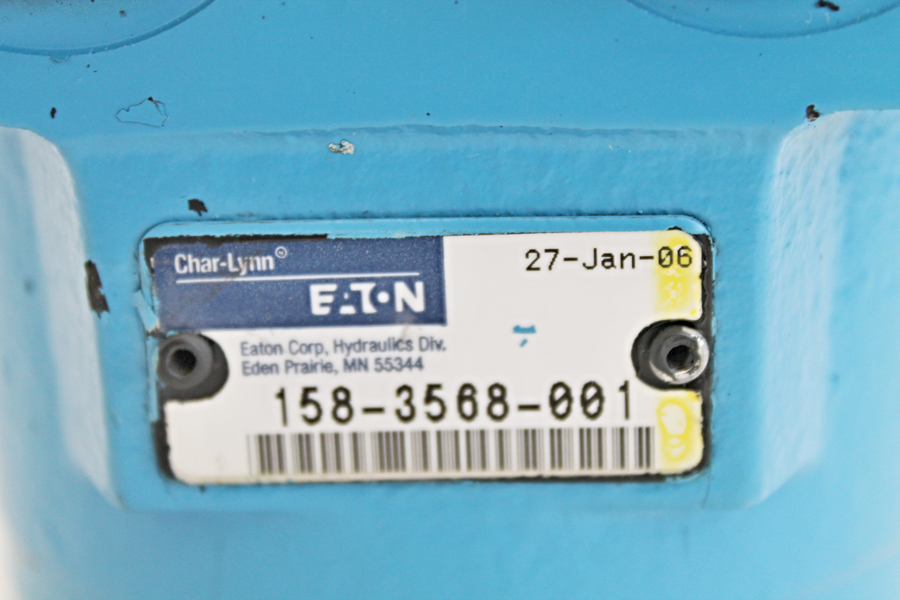 Char-Lynn®
27-Jan-06
EATON
Eaton Corp, Hydraulics Div.
Eden Prairie, MN 55344
158-3568-001